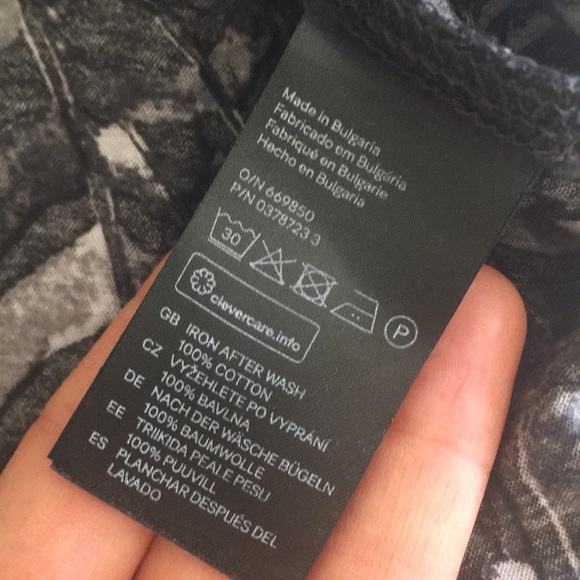 Made in Bulgaria
Fabricado em Bulgária
Fabriqué en Bulgarie
Hecho en Bulgaria
O/N 669850
P/N 0378723 3
30
P
clevercare.info
GB IRON AFTER WASH
100% COTTON
CZ VYŽEHLETE PO VYPRÁNÍ
100% BAVLNA
DE NACH DER WÄSCHE BÜGELN
100% BAUMWOLLE
EE TRIIKIDA PEALE PESU
100% PUUVILL
ES PLANCHAR DESPUÉS DEL
LAVADO